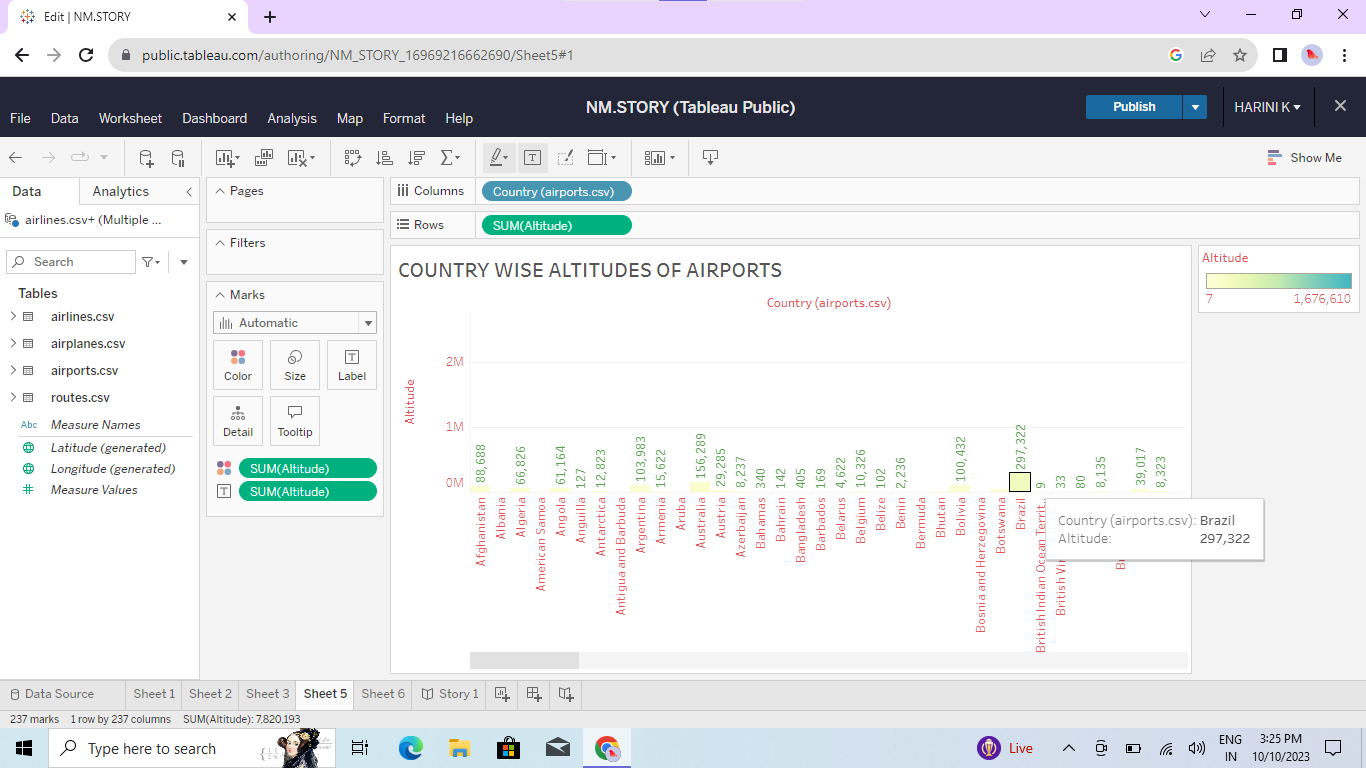 Edit | NM.STORY
public.tableau.com/authoring/NM_STORY_16969216662690/Sheet5#1
NM.STORY (Tableau Public)
Publish
HARINI K
File Data Worksheet Dashboard Analysis Map Format Help
Show Me
Data
Analytics
airlines.csv+ (Multiple ...
Search
Tables
airlines.csv
airplanes.csv
airports.csv
routes.csv
Abc Measure Names
Latitude (generated)
Longitude (generated)
Measure Values
Pages
Filters
Marks
Automatic
Color
Size
Label
Detail
Tooltip
SUM(Altitude)
SUM(Altitude)
Columns
Country (airports.csv)
Rows
SUM(Altitude)
COUNTRY WISE ALTITUDES OF AIRPORTS
Country (airports.csv)
Altitude
2M
1M
0M
88,688
66,826
61,164
127
12,823
103,983
15,622
156,289
29,285
8,237
340
142
405
169
4,622
10,326
102
2,236
100,432
297,322
9
33
80
8,135
39,017
8,323
Afghanistan
Albania
Algeria
American Samoa
Angola
Anguilla
Antarctica
Antigua and Barbuda
Argentina
Armenia
Aruba
Australia
Austria
Azerbaijan
Bahamas
Bahrain
Bangladesh
Barbados
Belarus
Belgium
Belize
Benin
Bermuda
Bhutan
Bolivia
Bosnia and Herzegovina
Botswana
Brazil
British Indian Ocean Territ..
British Vir
Country (airports.csv): Brazil
Altitude: 297,322
Altitude
7
1,676,610
Data Source
Sheet 1
Sheet 2
Sheet 3
Sheet 5
Sheet 6
Story 1
237 marks 1 row by 237 columns SUM(Altitude): 7,820,193
Type here to search
Live
ENG
IN
3:25 PM
10/10/2023